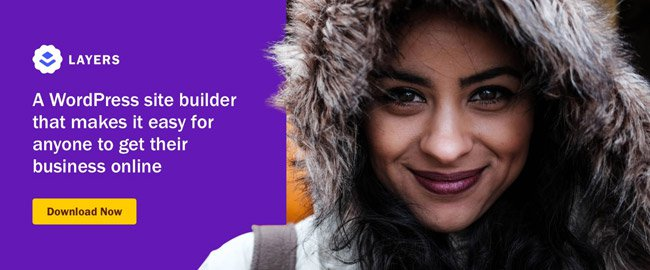 LAYERS
A WordPress site builder
that makes it easy for
anyone to get their
business online
Download Now